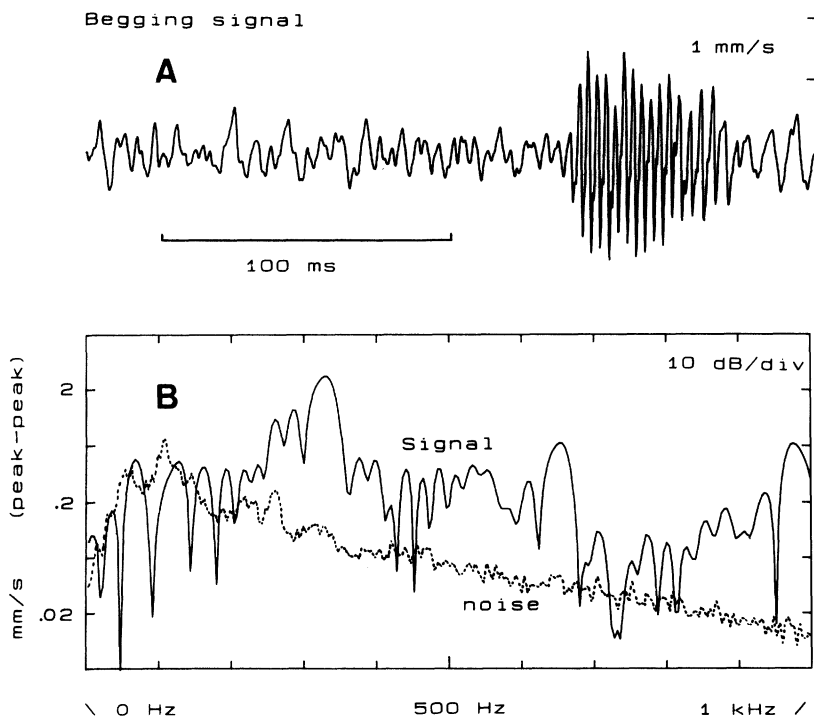 Begging signal
A
1 mm/s
100 ms
mm/s (peak-peak)
2
.2
.02
B
10 dB/div
Signal
noise
\ 0 Hz
500 Hz
1 kHz /